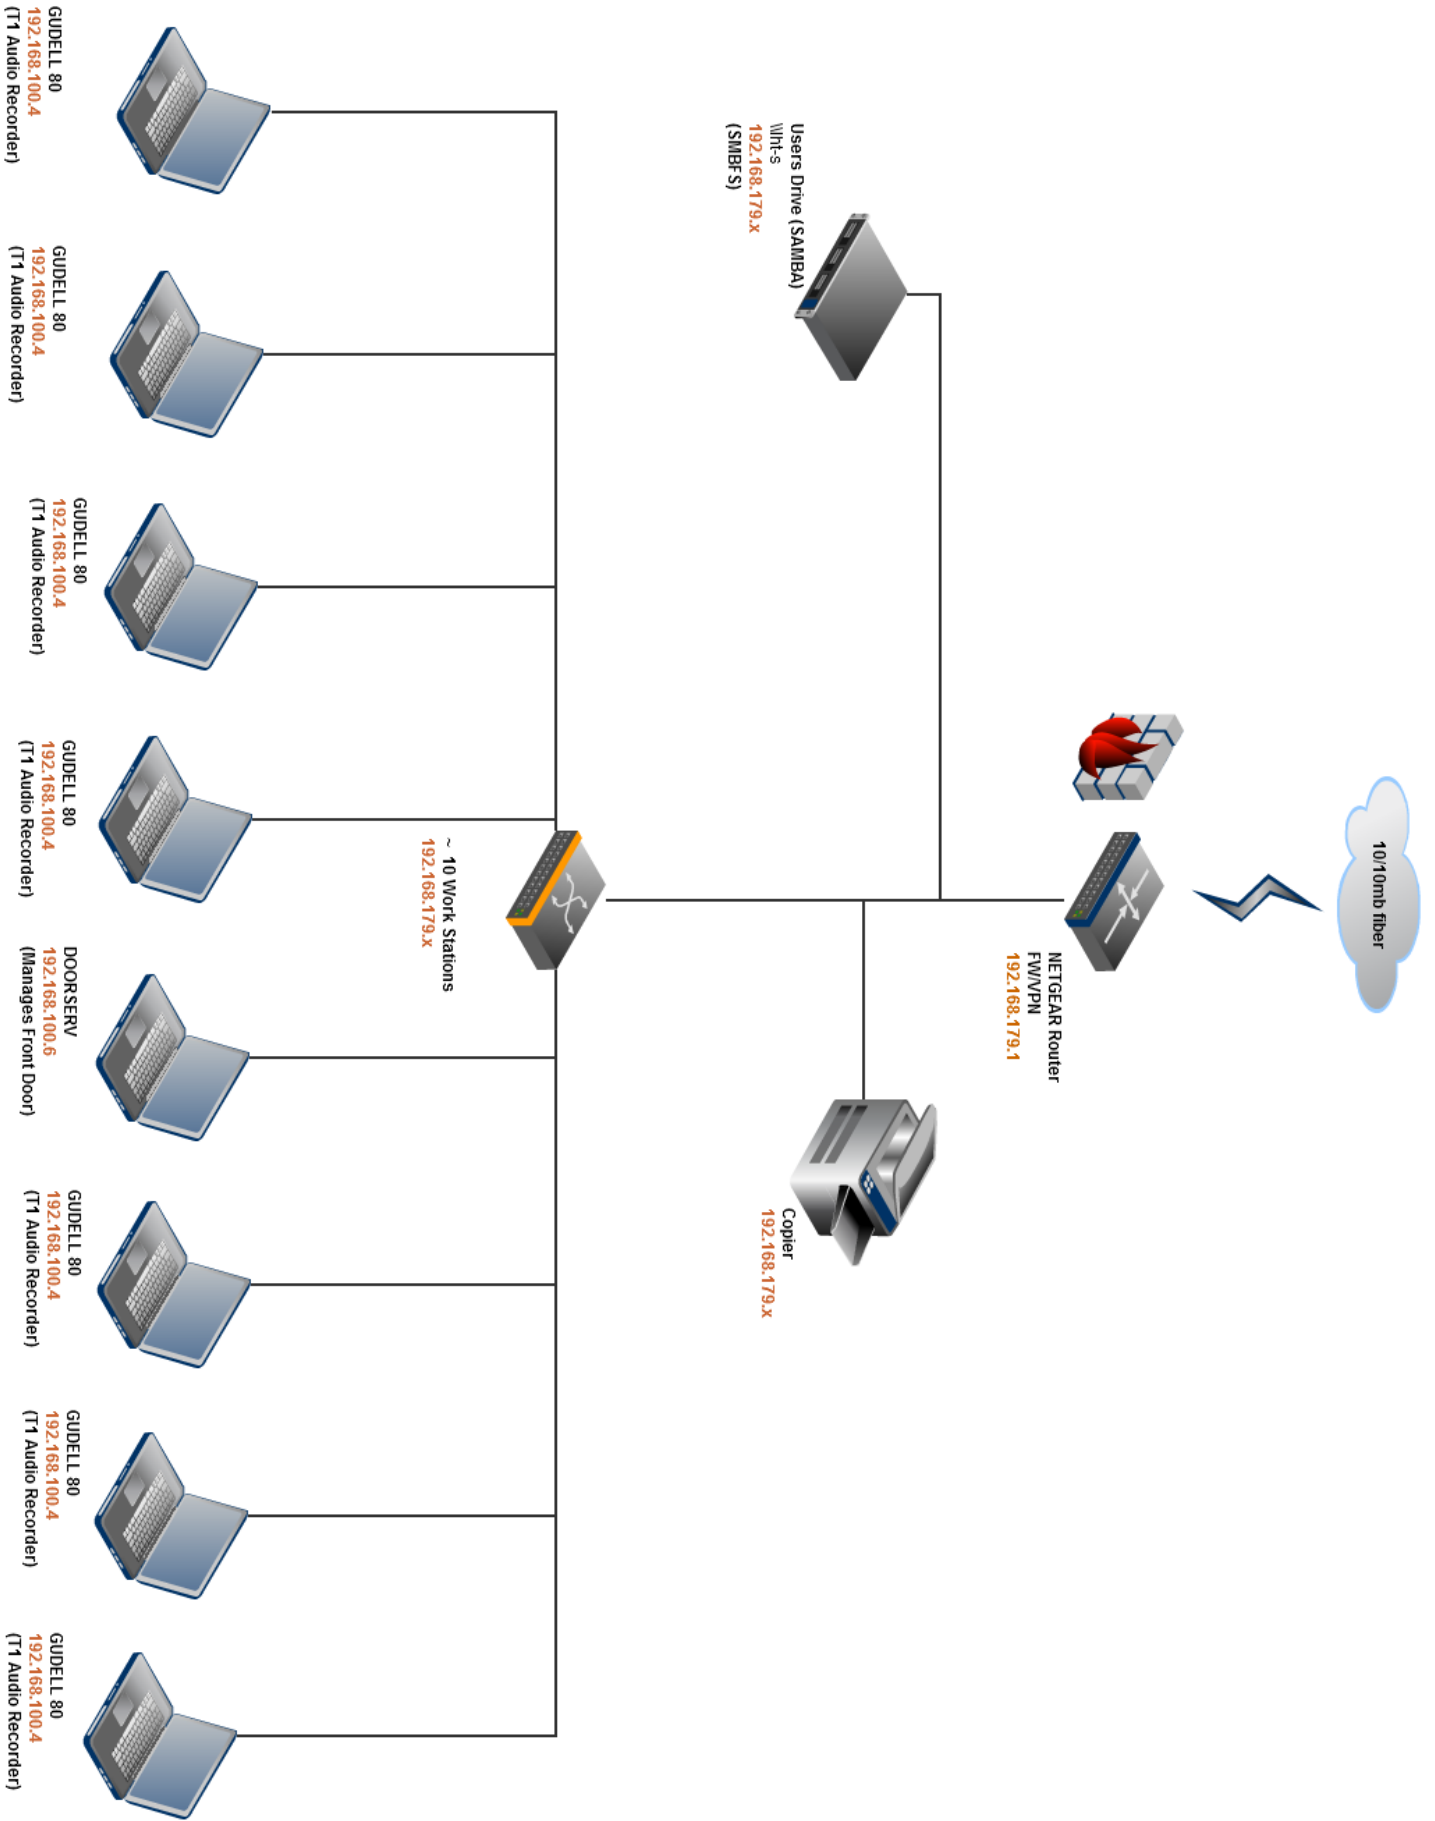 10/10mb fiber
NETGEAR Router
FW/VPN
192.168.179.1
Users Drive (SAMBA)
\\lht-s
192.168.179.x
(SMBFS)
Copier
192.168.179.x
~ 10 Work Stations
192.168.179.x
GUDELL 80
192.168.100.4
(T1 Audio Recorder)
GUDELL 80
192.168.100.4
(T1 Audio Recorder)
GUDELL 80
192.168.100.4
(T1 Audio Recorder)
GUDELL 80
192.168.100.4
(T1 Audio Recorder)
DOORSERV
192.168.100.6
(Manages Front Door)
GUDELL 80
192.168.100.4
(T1 Audio Recorder)
GUDELL 80
192.168.100.4
(T1 Audio Recorder)
GUDELL 80
192.168.100.4
(T1 Audio Recorder)